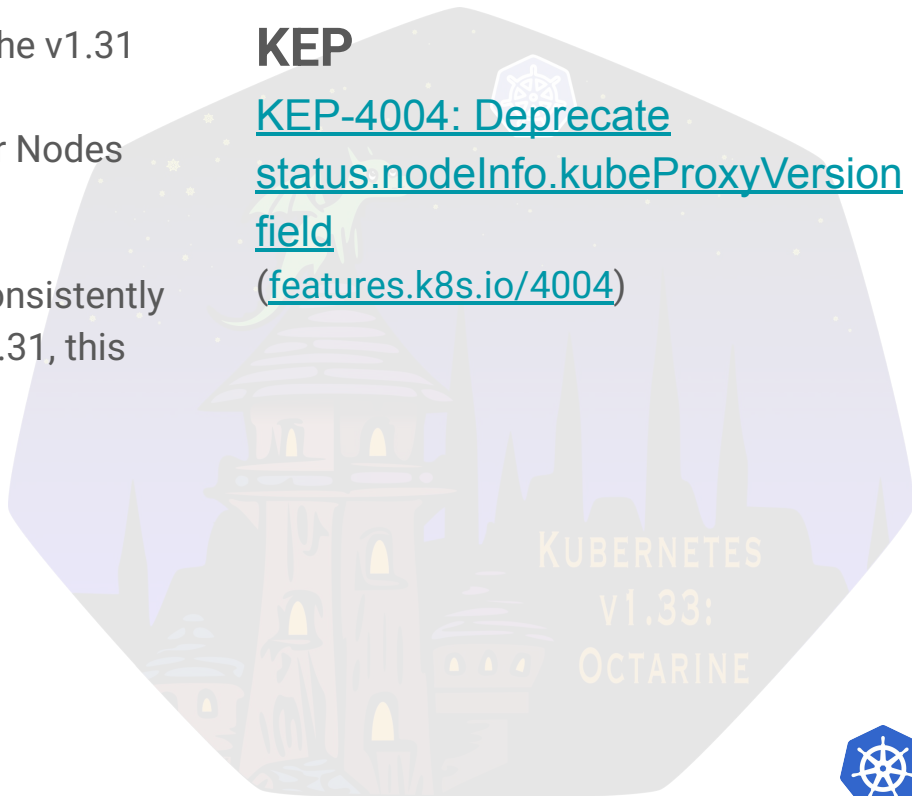 he v1.31
r Nodes
onsistently
.31, this
KEP
KEP-4004: Deprecate
status.nodeInfo.kubeProxyVersion
field
(features.k8s.io/4004)
KUBERNETES
V1.33:
OCTARINE